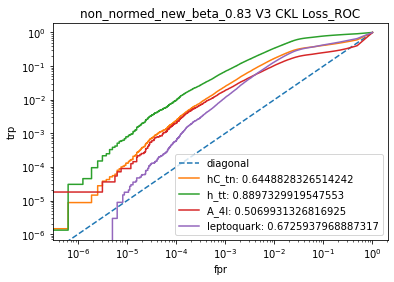 non_normed_new_beta_0.83 V3 CKL Loss_ROC
10⁰
10⁻¹
10⁻²
10⁻³
10⁻⁴
10⁻⁵
10⁻⁶
trp
diagonal
hC_tn: 0.6448828326514242
h_tt: 0.8897329919547553
A_4l: 0.5069931326816925
leptoquark: 0.6725937968887317
10⁻⁶ 10⁻⁵ 10⁻⁴ 10⁻³ 10⁻² 10⁻¹ 10⁰
fpr